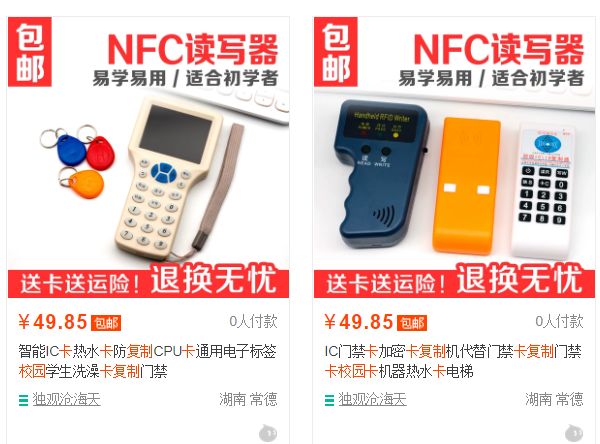 包邮
NFC读写器
易学易用 / 适合初学者
送卡送运险！退换无忧
￥49.85 包邮
0人付款
智能IC卡热水卡防复制CPU卡通用电子标签
校园学生洗澡卡复制门禁
独观沧海天
湖南 常德
包邮
NFC读写器
易学易用 / 适合初学者
Handheld RFID Writer
读 写
READ WRITE
送卡送运险！退换无忧
￥49.85 包邮
0人付款
IC门禁卡加密卡复制机代替门禁卡复制门禁
卡校园卡机器热水卡电梯
独观沧海天
湖南 常德